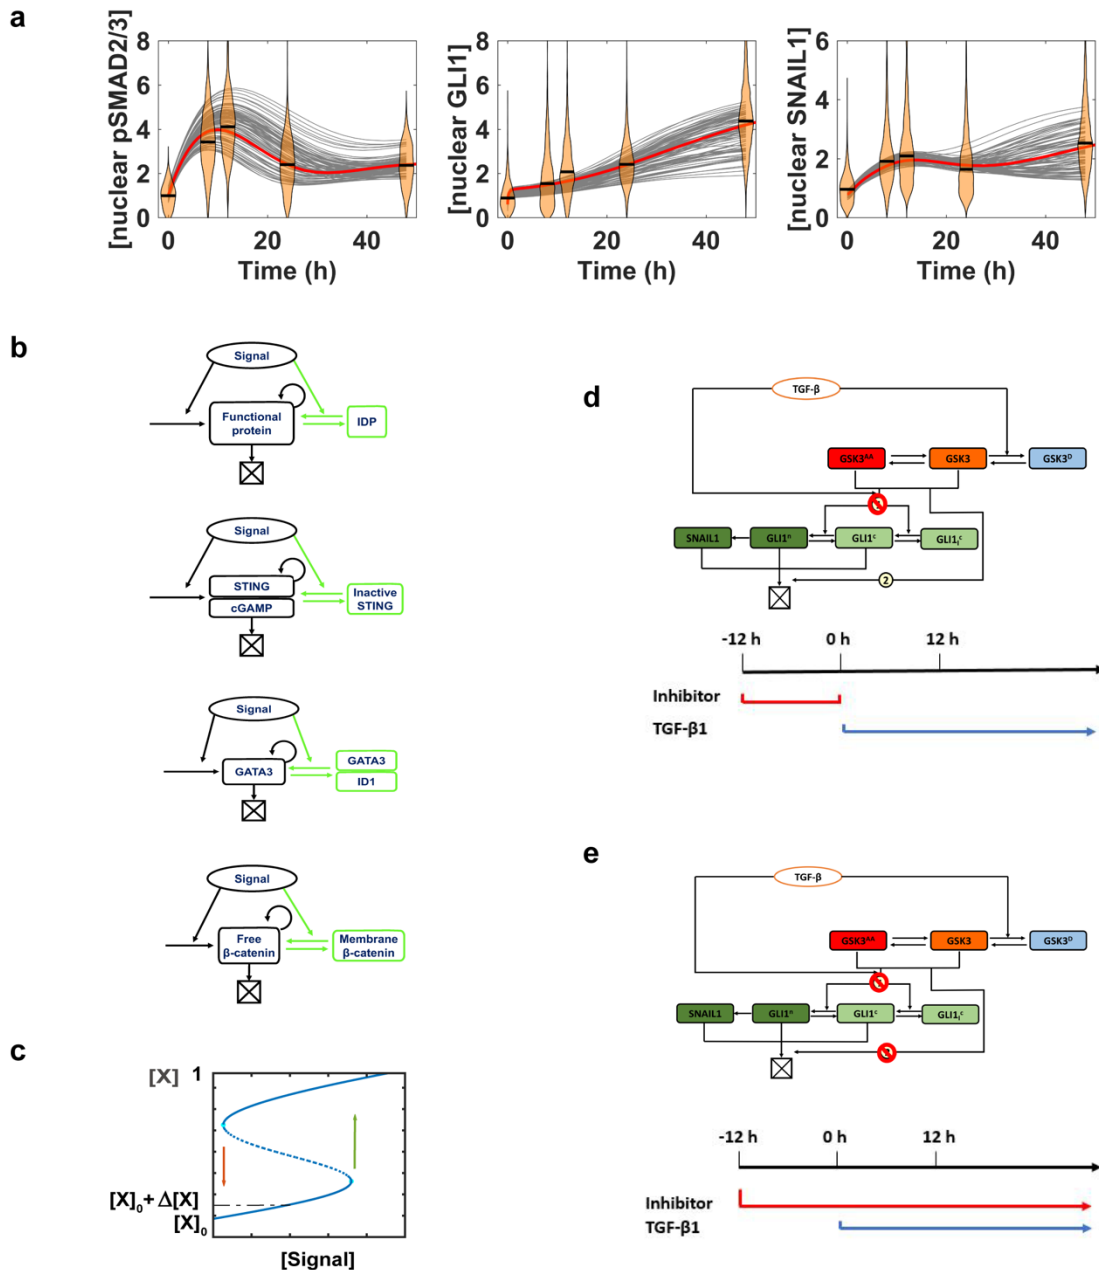 a
[nuclear pSMAD2/3]
8
6
4
2
0
0
20
40
Time (h)
[nuclear GLI1]
8
6
4
2
0
0
20
40
Time (h)
[nuclear SNAIL1]
6
4
2
0
0
20
40
Time (h)
b
Signal
Functional
protein
IDP
Signal
STING
cGAMP
Inactive
STING
Signal
GATA3
GATA3
ID1
Signal
Free
β-catenin
Membrane
β-catenin
c
[X]
1
[X]₀ + Δ[X]
[X]₀
[Signal]
d
TGF-β
GSK3ᴬᴬ
GSK3
GSK3ᴰ
SNAIL1
GLI1ⁿ
GLI1ᶜ
GLI1ᵢᶜ
2
-12 h
0 h
12 h
Inhibitor
TGF-β1
e
TGF-β
GSK3ᴬᴬ
GSK3
GSK3ᴰ
SNAIL1
GLI1ⁿ
GLI1ᶜ
GLI1ᵢᶜ
-12 h
0 h
12 h
Inhibitor
TGF-β1